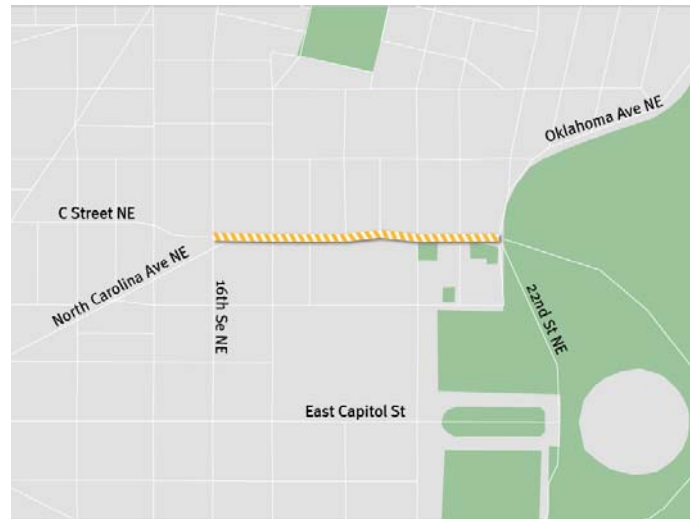 Oklahoma Ave NE
C Street NE
North Carolina Ave NE
16th Se NE
22nd St NE
East Capitol St